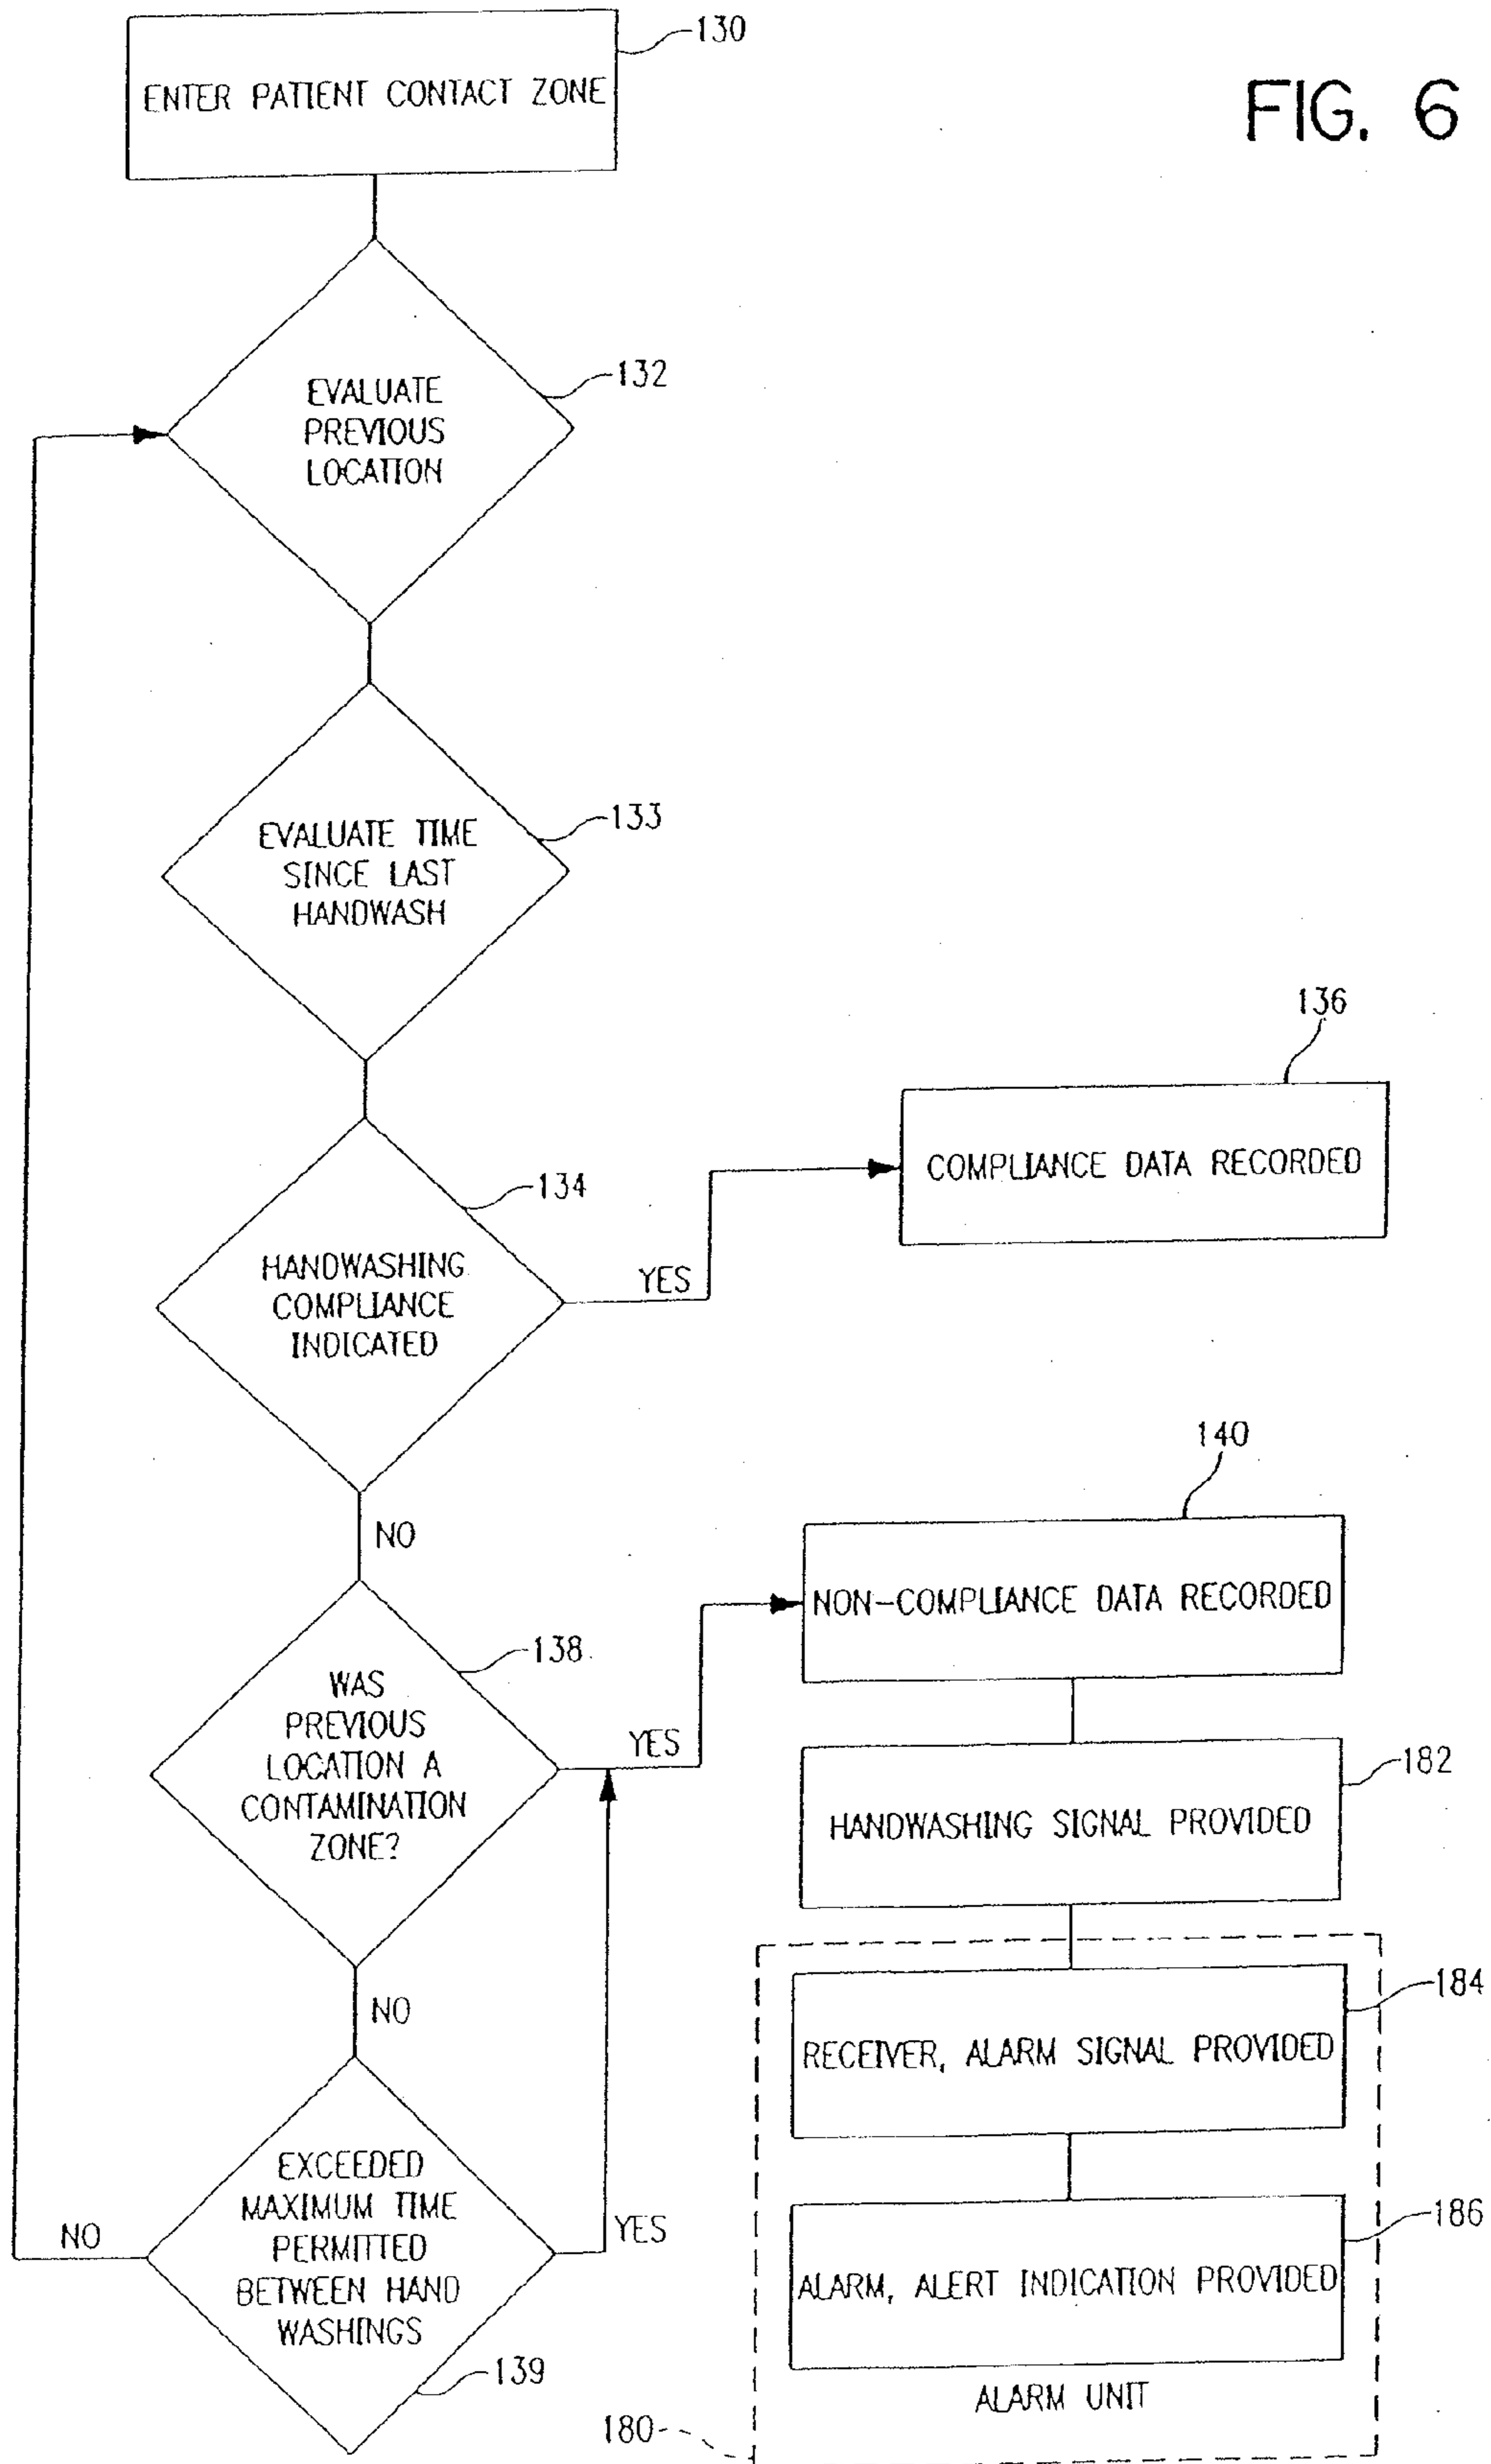 130
ENTER PATIENT CONTACT ZONE
FIG. 6
132
EVALUATE
PREVIOUS
LOCATION
133
EVALUATE TIME
SINCE LAST
HANDWASH
136
COMPLIANCE DATA RECORDED
134
HANDWASHING
COMPLIANCE
INDICATED
YES
NO
140
NON-COMPLIANCE DATA RECORDED
138
WAS
PREVIOUS
LOCATION A
CONTAMINATION
ZONE?
YES
182
HANDWASHING SIGNAL PROVIDED
NO
184
RECEIVER, ALARM SIGNAL PROVIDED
EXCEEDED
MAXIMUM TIME
PERMITTED
BETWEEN HAND
WASHINGS
NO
YES
139
186
ALARM, ALERT INDICATION PROVIDED
ALARM UNIT
180